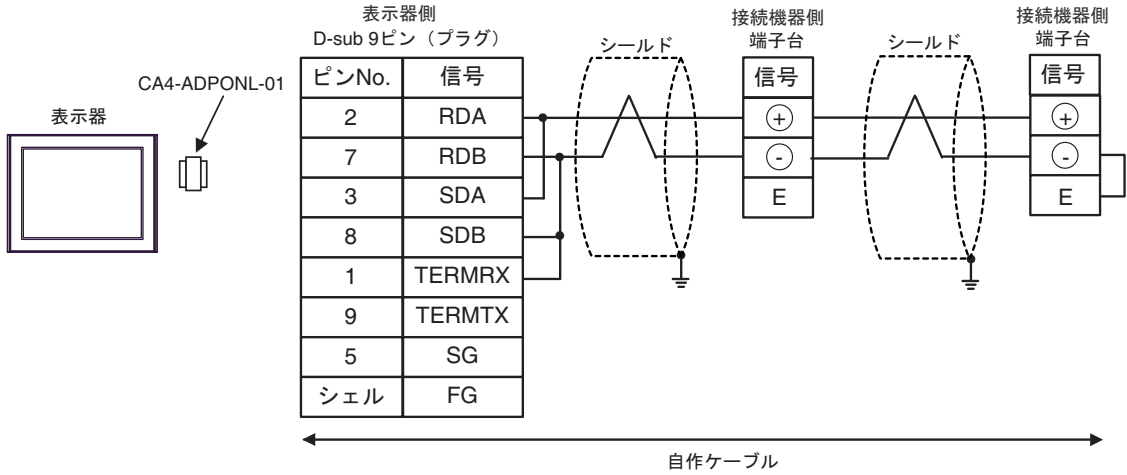 表示器
CA4-ADPONL-01
表示器側
D-sub 9ピン（プラグ）
ピンNo. 信号
2 RDA
7 RDB
3 SDA
8 SDB
1 TERMRX
9 TERMTX
5 SG
シェル FG
シールド
接続機器側
端子台
信号
+
-
E
シールド
接続機器側
端子台
信号
+
-
E
自作ケーブル